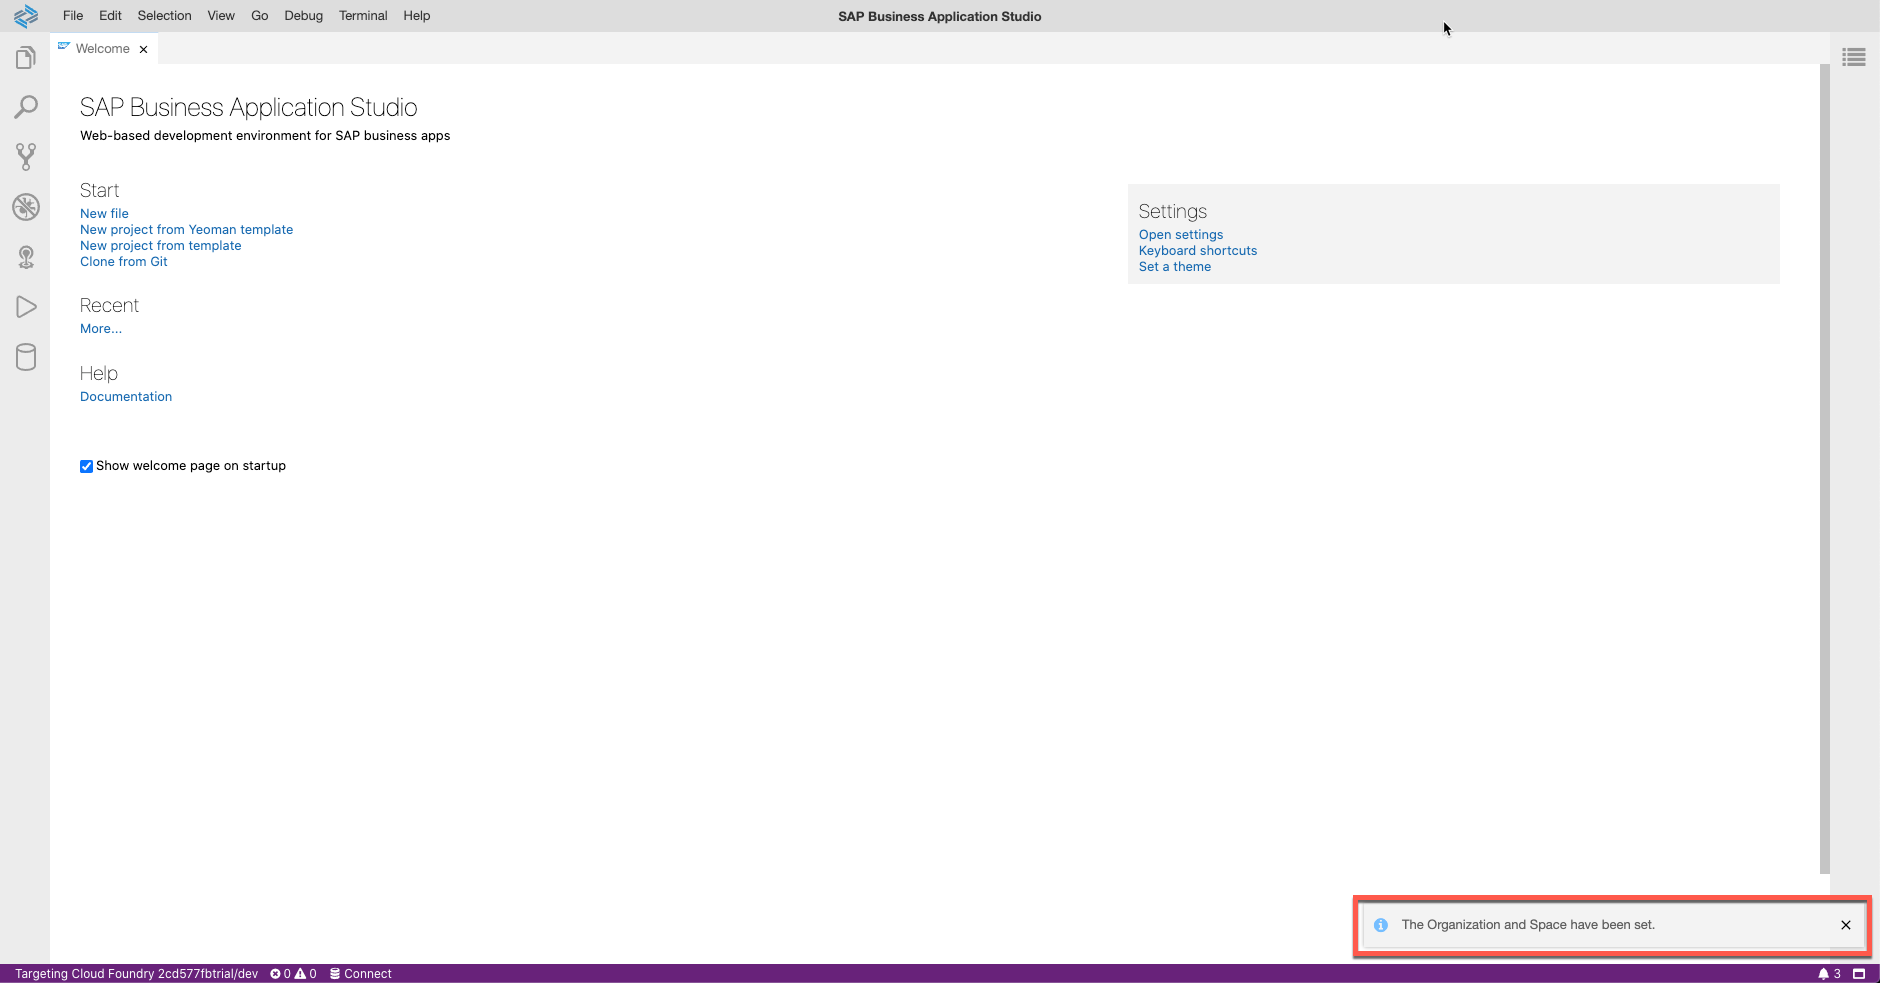 File Edit Selection View Go Debug Terminal Help
SAP Business Application Studio
Welcome
SAP Business Application Studio
Web-based development environment for SAP business apps
Start
New file
New project from Yeoman template
New project from template
Clone from Git
Recent
More...
Help
Documentation
Show welcome page on startup
Settings
Open settings
Keyboard shortcuts
Set a theme
The Organization and Space have been set.
Targeting Cloud Foundry 2cd577fbtrial/dev 0 0 Connect 3